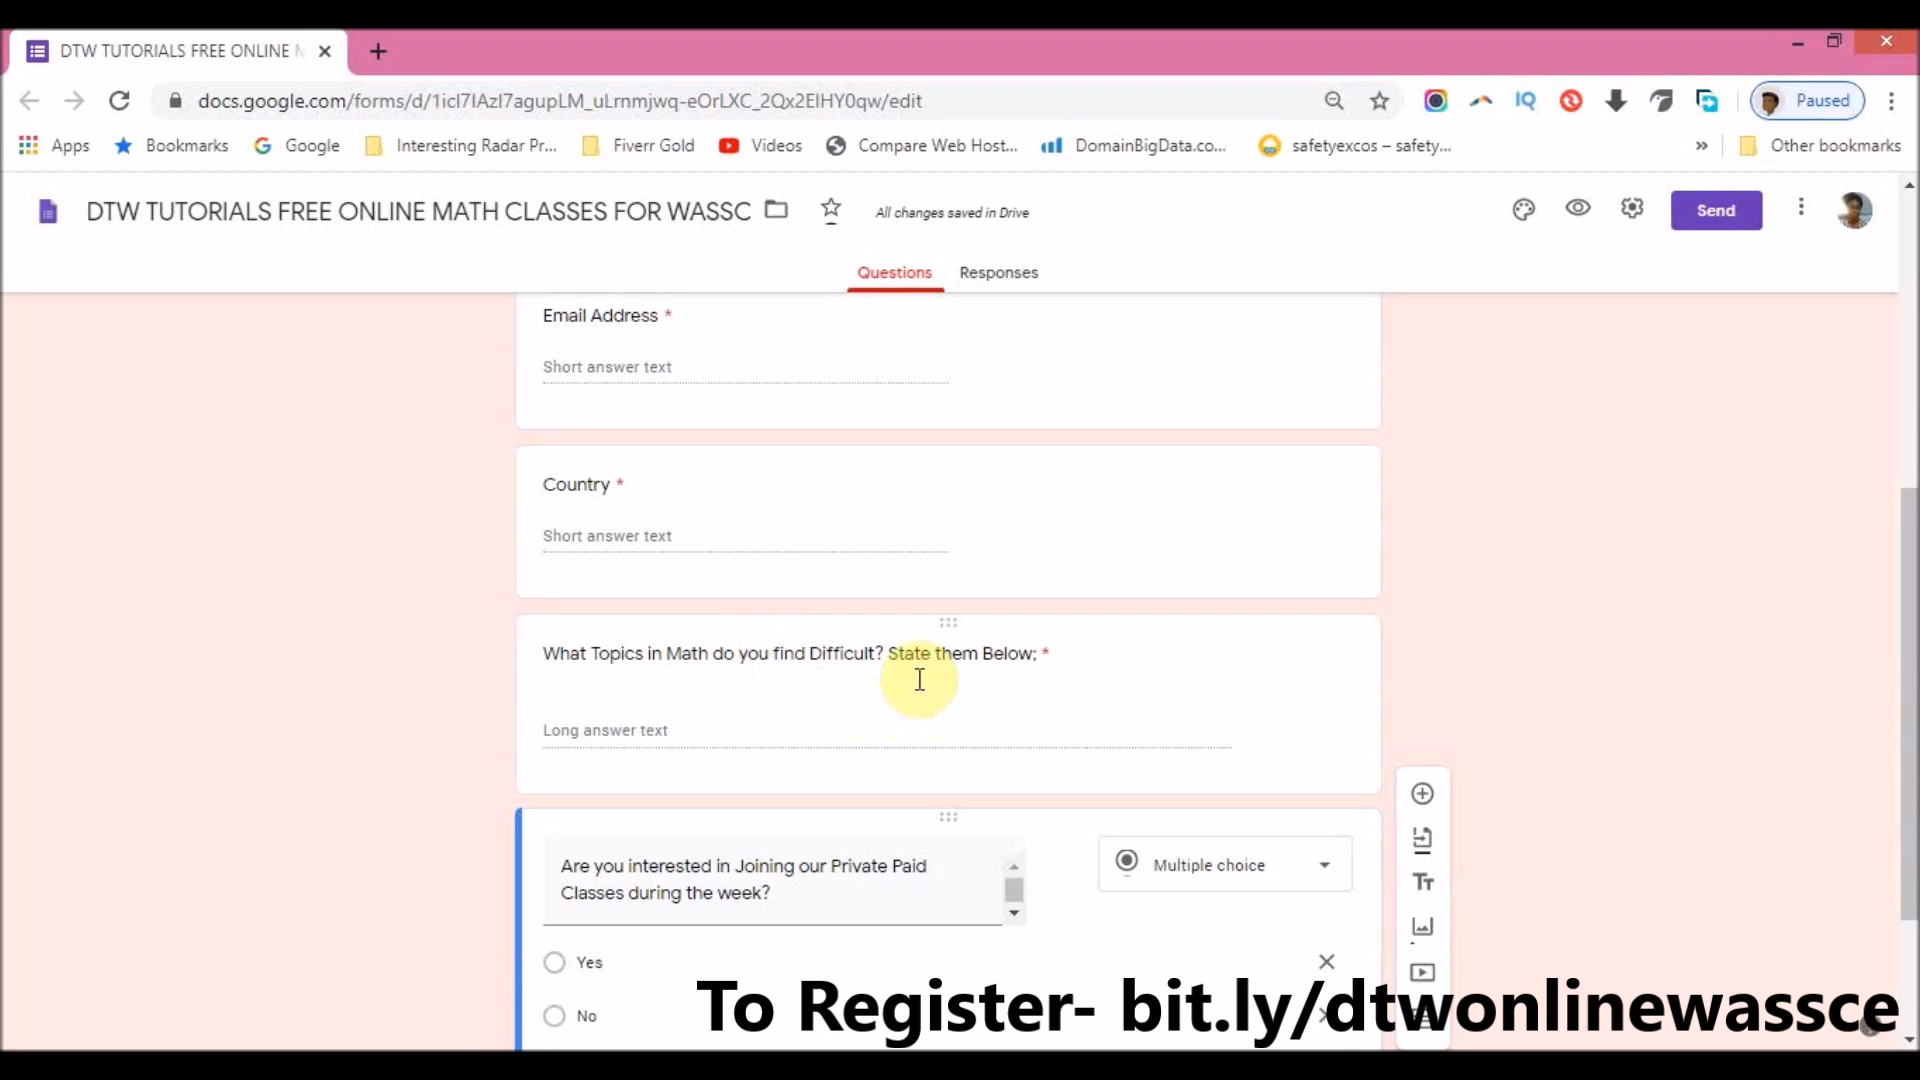 DTW TUTORIALS FREE ONLINE
docs.google.com/forms/d/1icl7lAzl7agupLM_uLrnmjwq-eOrLXC_2Qx2ElHY0qw/edit
IQ
Paused
Apps
Bookmarks
Google
Interesting Radar Pr...
Fiverr Gold
Videos
Compare Web Host...
DomainBigData.co...
safetyexcos – safety...
»
Other bookmarks
DTW TUTORIALS FREE ONLINE MATH CLASSES FOR WASSC
All changes saved in Drive
Send
Questions
Responses
Email Address *
Short answer text
Country *
Short answer text
What Topics in Math do you find Difficult? State them Below; *
Long answer text
Are you interested in Joining our Private Paid
Classes during the week?
Multiple choice
Tт
Yes
No
To Register- bit.ly/dtwonlinewassce